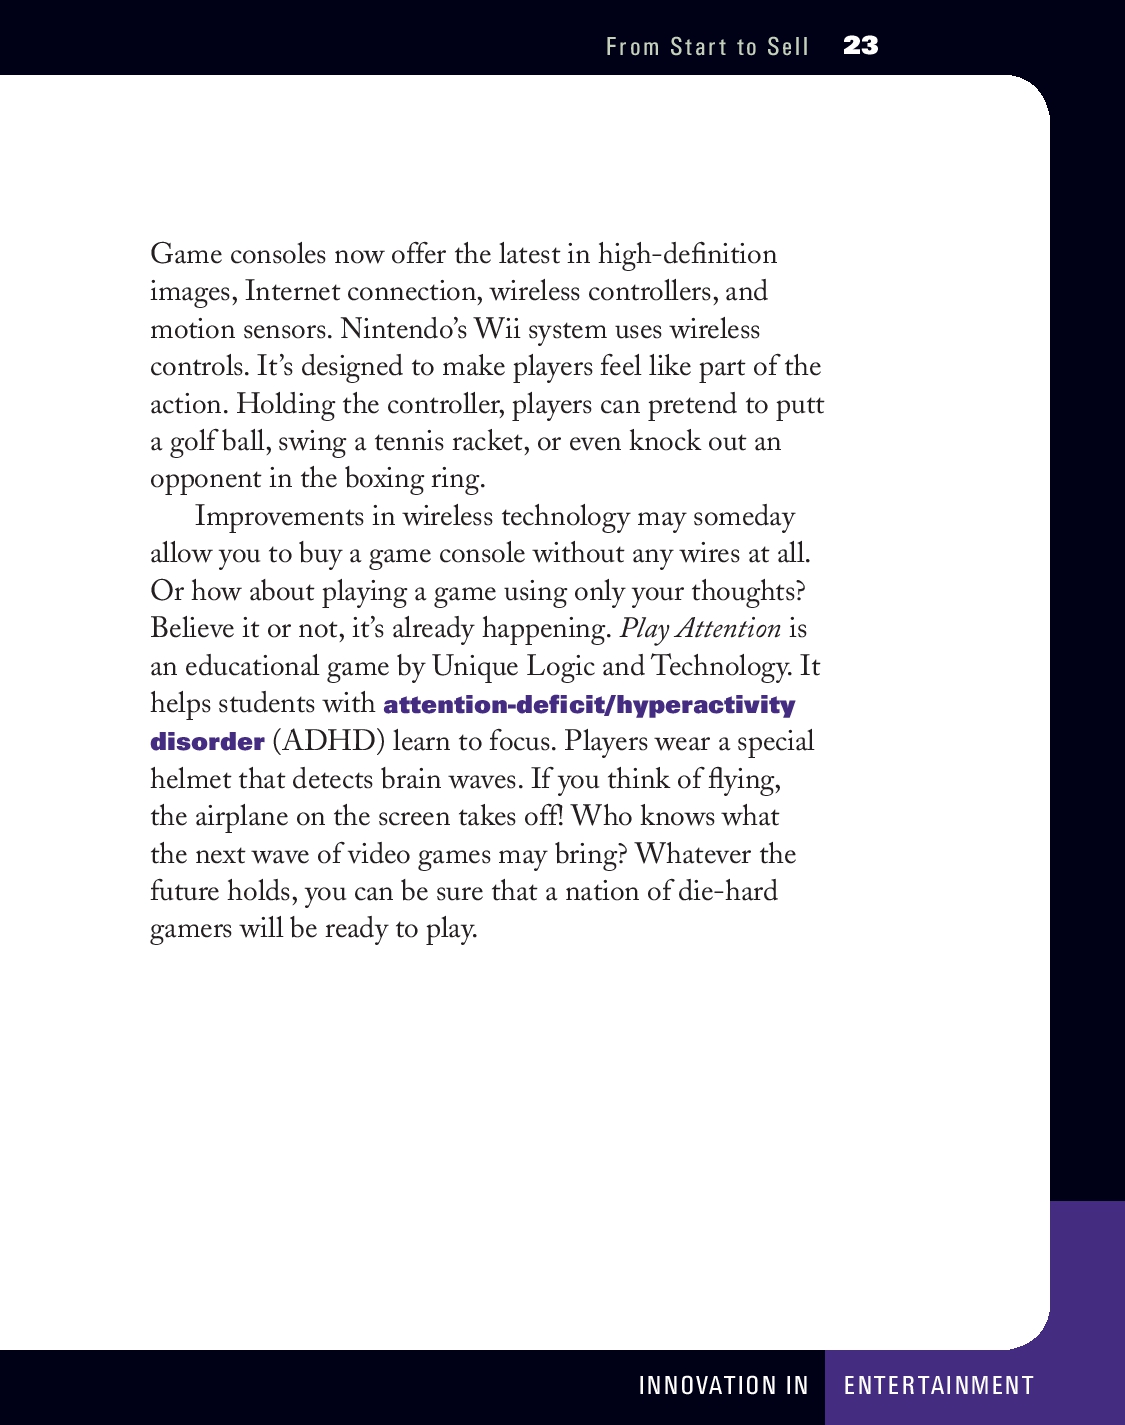 From Start to Sell 23
Game consoles now offer the latest in high-definition
images, Internet connection, wireless controllers, and
motion sensors. Nintendo’s Wii system uses wireless
controls. It’s designed to make players feel like part of the
action. Holding the controller, players can pretend to putt
a golf ball, swing a tennis racket, or even knock out an
opponent in the boxing ring.
Improvements in wireless technology may someday
allow you to buy a game console without any wires at all.
Or how about playing a game using only your thoughts?
Believe it or not, it’s already happening. Play Attention is
an educational game by Unique Logic and Technology. It
helps students with attention-deficit/hyperactivity
disorder (ADHD) learn to focus. Players wear a special
helmet that detects brain waves. If you think of flying,
the airplane on the screen takes off! Who knows what
the next wave of video games may bring? Whatever the
future holds, you can be sure that a nation of die-hard
gamers will be ready to play.
INNOVATION IN ENTERTAINMENT